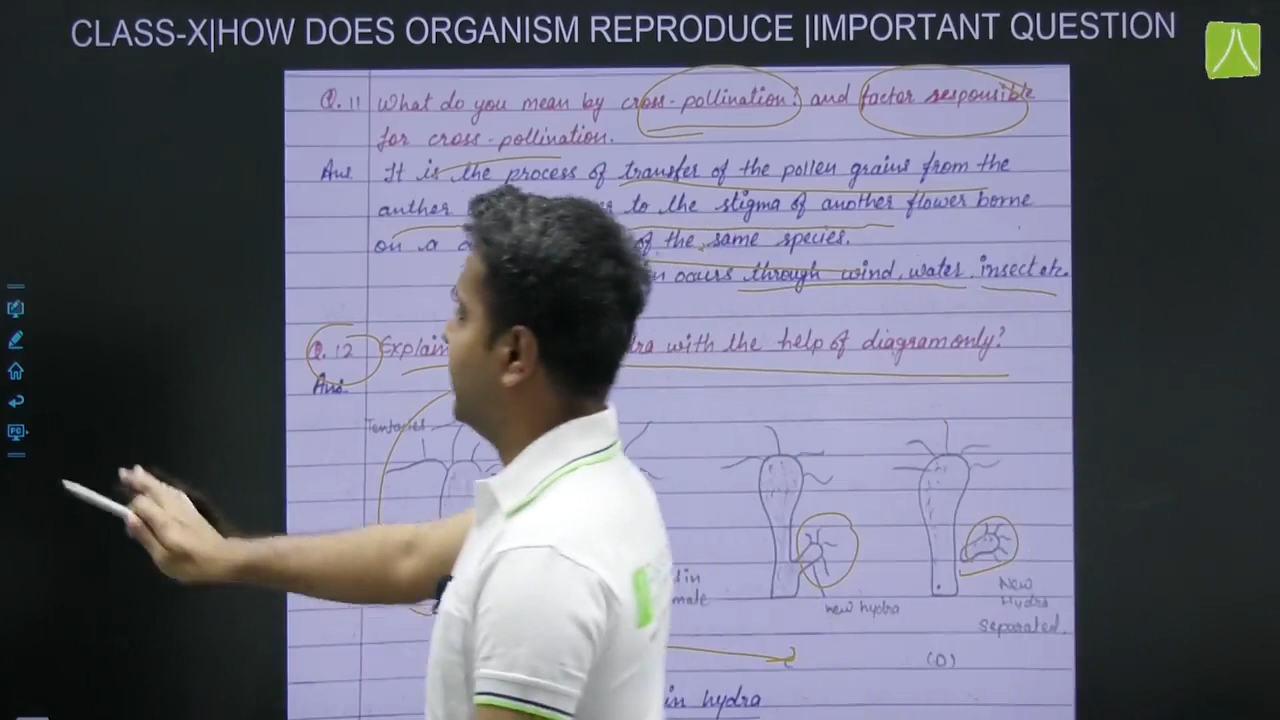 CLASS-X|HOW DOES ORGANISM REPRODUCE |IMPORTANT QUESTION
Q.11 What do you mean by cross-pollination? and factor responsible
for cross-pollination.
Ans. It is the process of transfer of the pollen grains from the
anther to the stigma of another flower borne
on a of the same species.
occurs through wind, water, insect etc.
Q.12 Explain with the help of diagram only?
Ans.
Tentacles
new hydra
New
Hydra
separated.
(D)
in hydra
PC